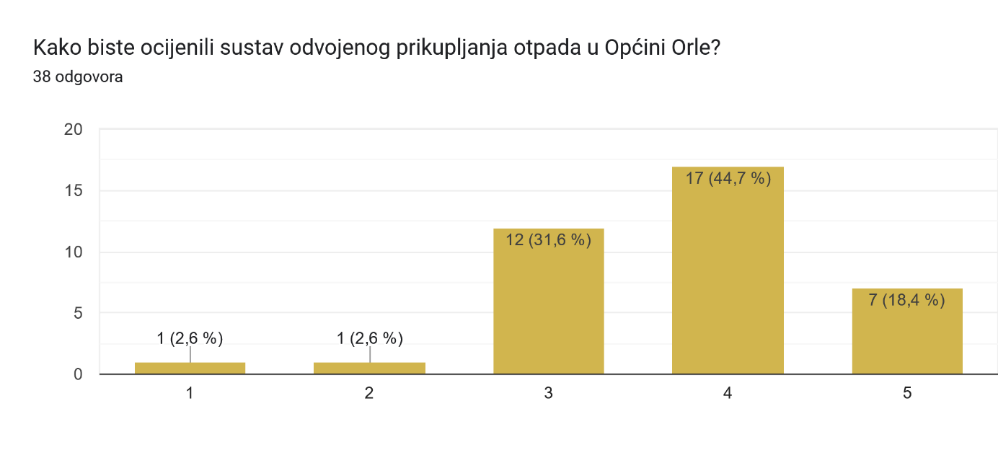 Kako biste ocijenili sustav odvojenog prikupljanja otpada u Općini Orle?
38 odgovora
20
15
10
5
0
1 (2,6 %)
1 (2,6 %)
12 (31,6 %)
17 (44,7 %)
7 (18,4 %)
1
2
3
4
5